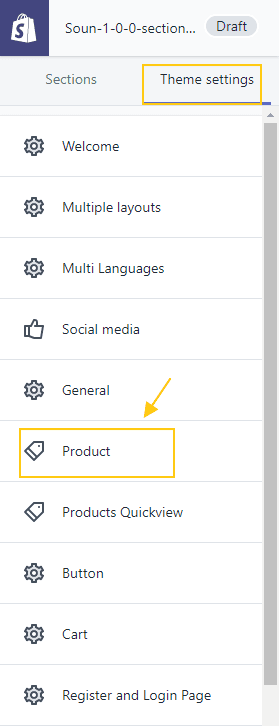 Soun-1-0-0-section... Draft
Sections Theme settings
Welcome
Multiple layouts
Multi Languages
Social media
General
Product
Products Quickview
Button
Cart
Register and Login Page